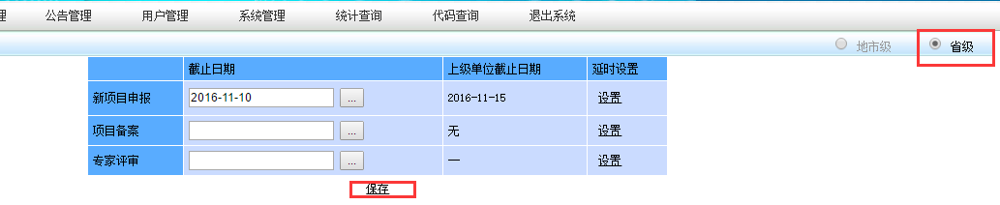 理 公告管理 用户管理 系统管理 统计查询 代码查询 退出系统
地市级 省级
截止日期 上级单位截止日期 延时设置
新项目申报 2016-11-10 ... 2016-11-15 设置
项目备案 ... 无 设置
专家评审 ... — 设置
保存